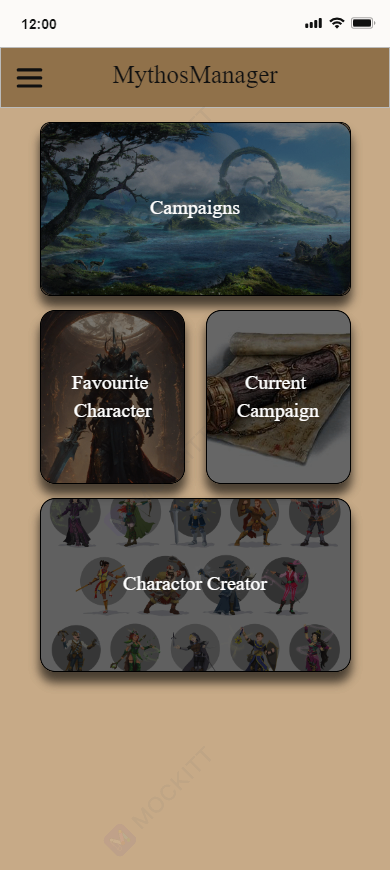 12:00
MythosManager
Campaigns
Favourite
Character
Current
Campaign
Charactor Creator
MOCKITT